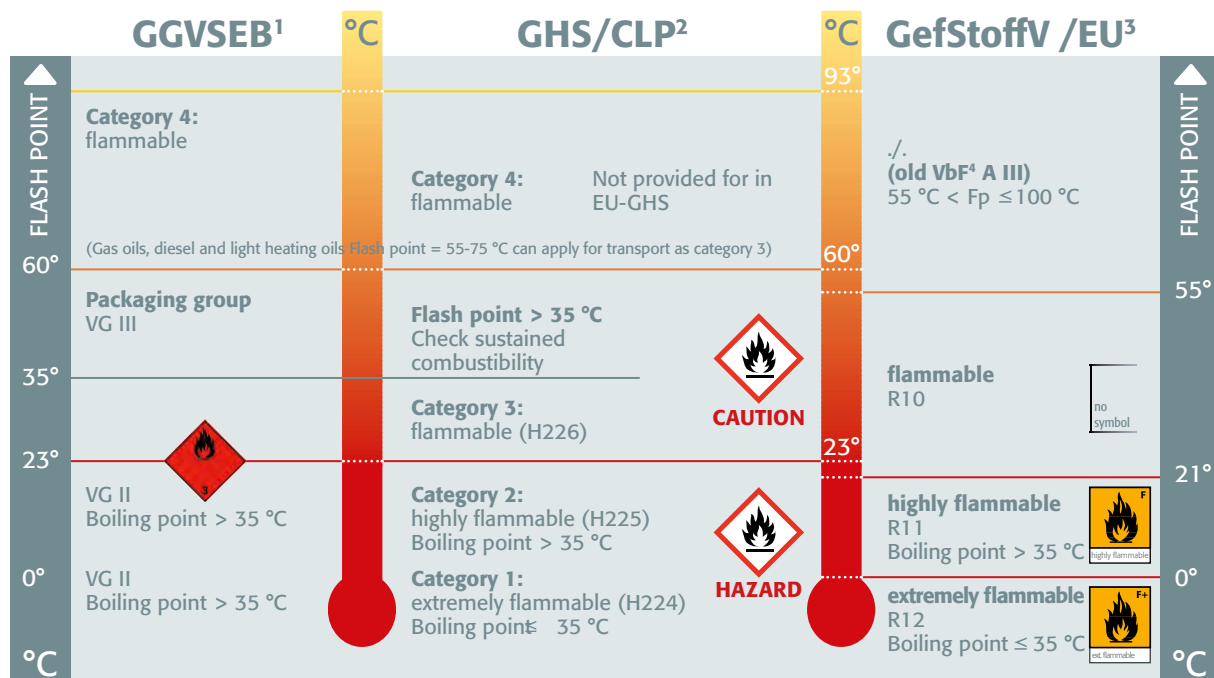 GGVSEB¹
°C
GHS/CLP²
°C
GefStoffV /EU³
FLASH POINT
60°
35°
23°
0°
°C
Category 4:
flammable
Category 4:
flammable
Not provided for in
EU-GHS
(Gas oils, diesel and light heating oils Flash point = 55-75 °C can apply for transport as category 3)
Packaging group
VG III
Flash point > 35 °C
Check sustained
combustibility
Category 3:
flammable (H226)
CAUTION
3
VG II
Boiling point > 35 °C
Category 2:
highly flammable (H225)
Boiling point > 35 °C
VG II
Boiling point > 35 °C
Category 1:
extremely flammable (H224)
Boiling point≤ 35 °C
HAZARD
93°
60°
23°
./.
(old VbF⁴ A III)
55 °C < Fp ≤ 100 °C
flammable
R10
no
symbol
highly flammable
R11
Boiling point > 35 °C
F
highly flammable
extremely flammable
R12
Boiling point ≤ 35 °C
F+
ext. flammable
FLASH POINT
55°
21°
0°
°C